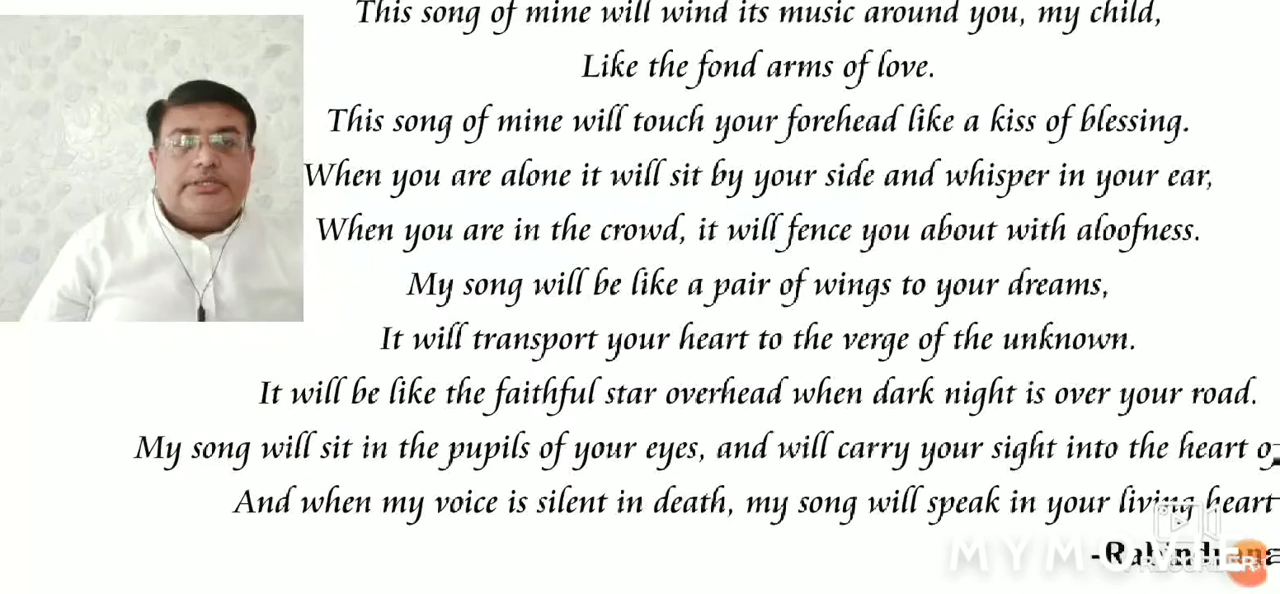 This song of mine will wind its music around you, my child,
Like the fond arms of love.
This song of mine will touch your forehead like a kiss of blessing.
When you are alone it will sit by your side and whisper in your ear,
When you are in the crowd, it will fence you about with aloofness.
My song will be like a pair of wings to your dreams,
It will transport your heart to the verge of the unknown.
It will be like the faithful star overhead when dark night is over your road.
My song will sit in the pupils of your eyes, and will carry your sight into the heart o
And when my voice is silent in death, my song will speak in your living heart